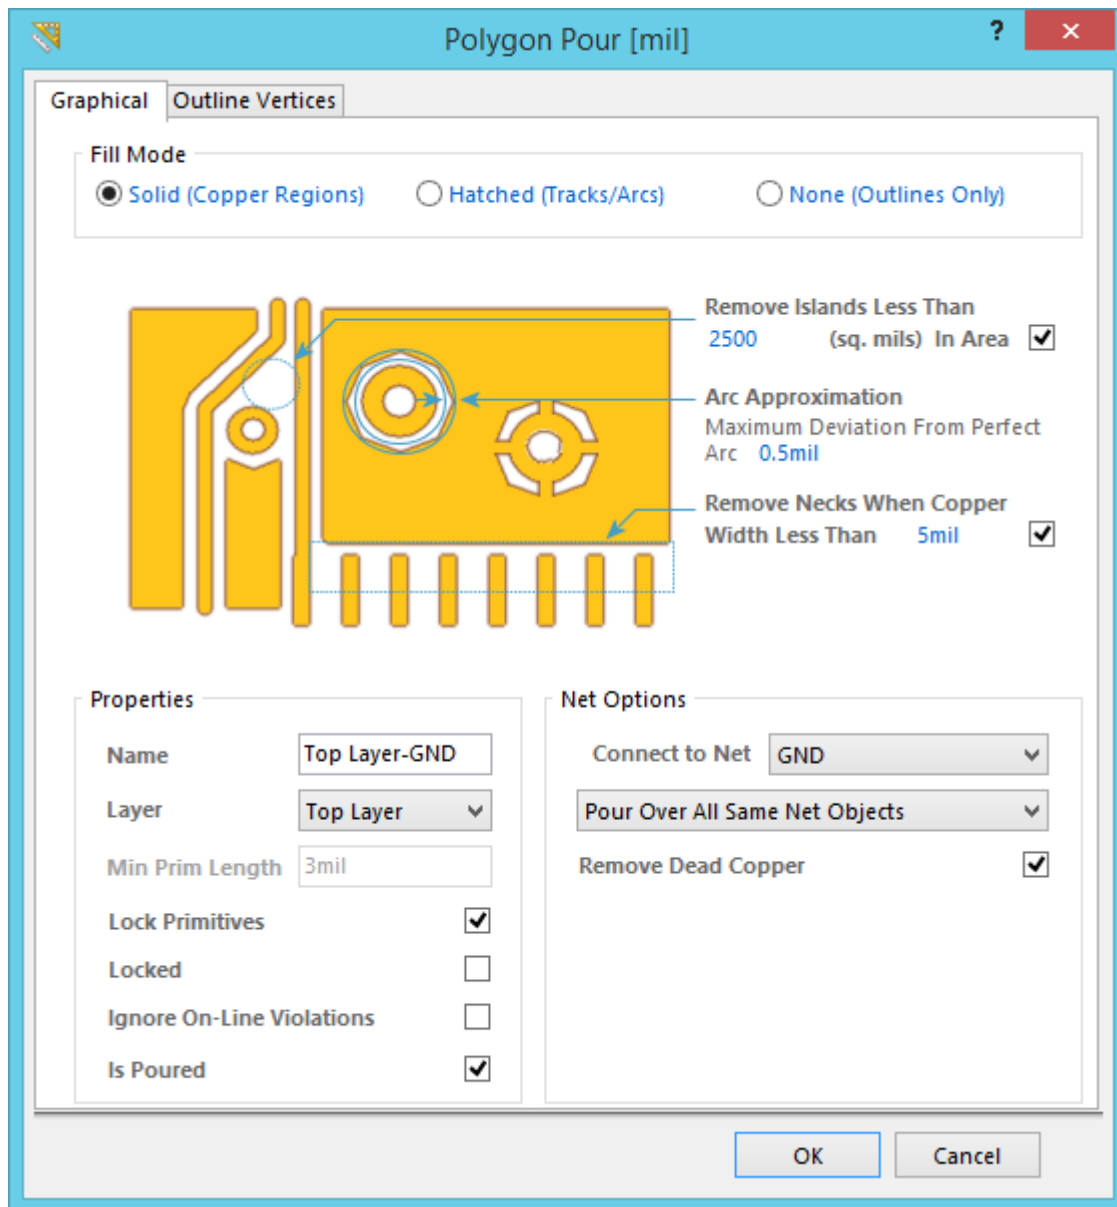 Polygon Pour [mil]
?
×
Graphical
Outline Vertices
Fill Mode
Solid (Copper Regions)
Hatched (Tracks/Arcs)
None (Outlines Only)
Remove Islands Less Than
2500 (sq. mils) In Area
Arc Approximation
Maximum Deviation From Perfect
Arc 0.5mil
Remove Necks When Copper
Width Less Than 5mil
Properties
Name Top Layer-GND
Layer Top Layer
Min Prim Length 3mil
Lock Primitives
Locked
Ignore On-Line Violations
Is Poured
Net Options
Connect to Net GND
Pour Over All Same Net Objects
Remove Dead Copper
OK
Cancel